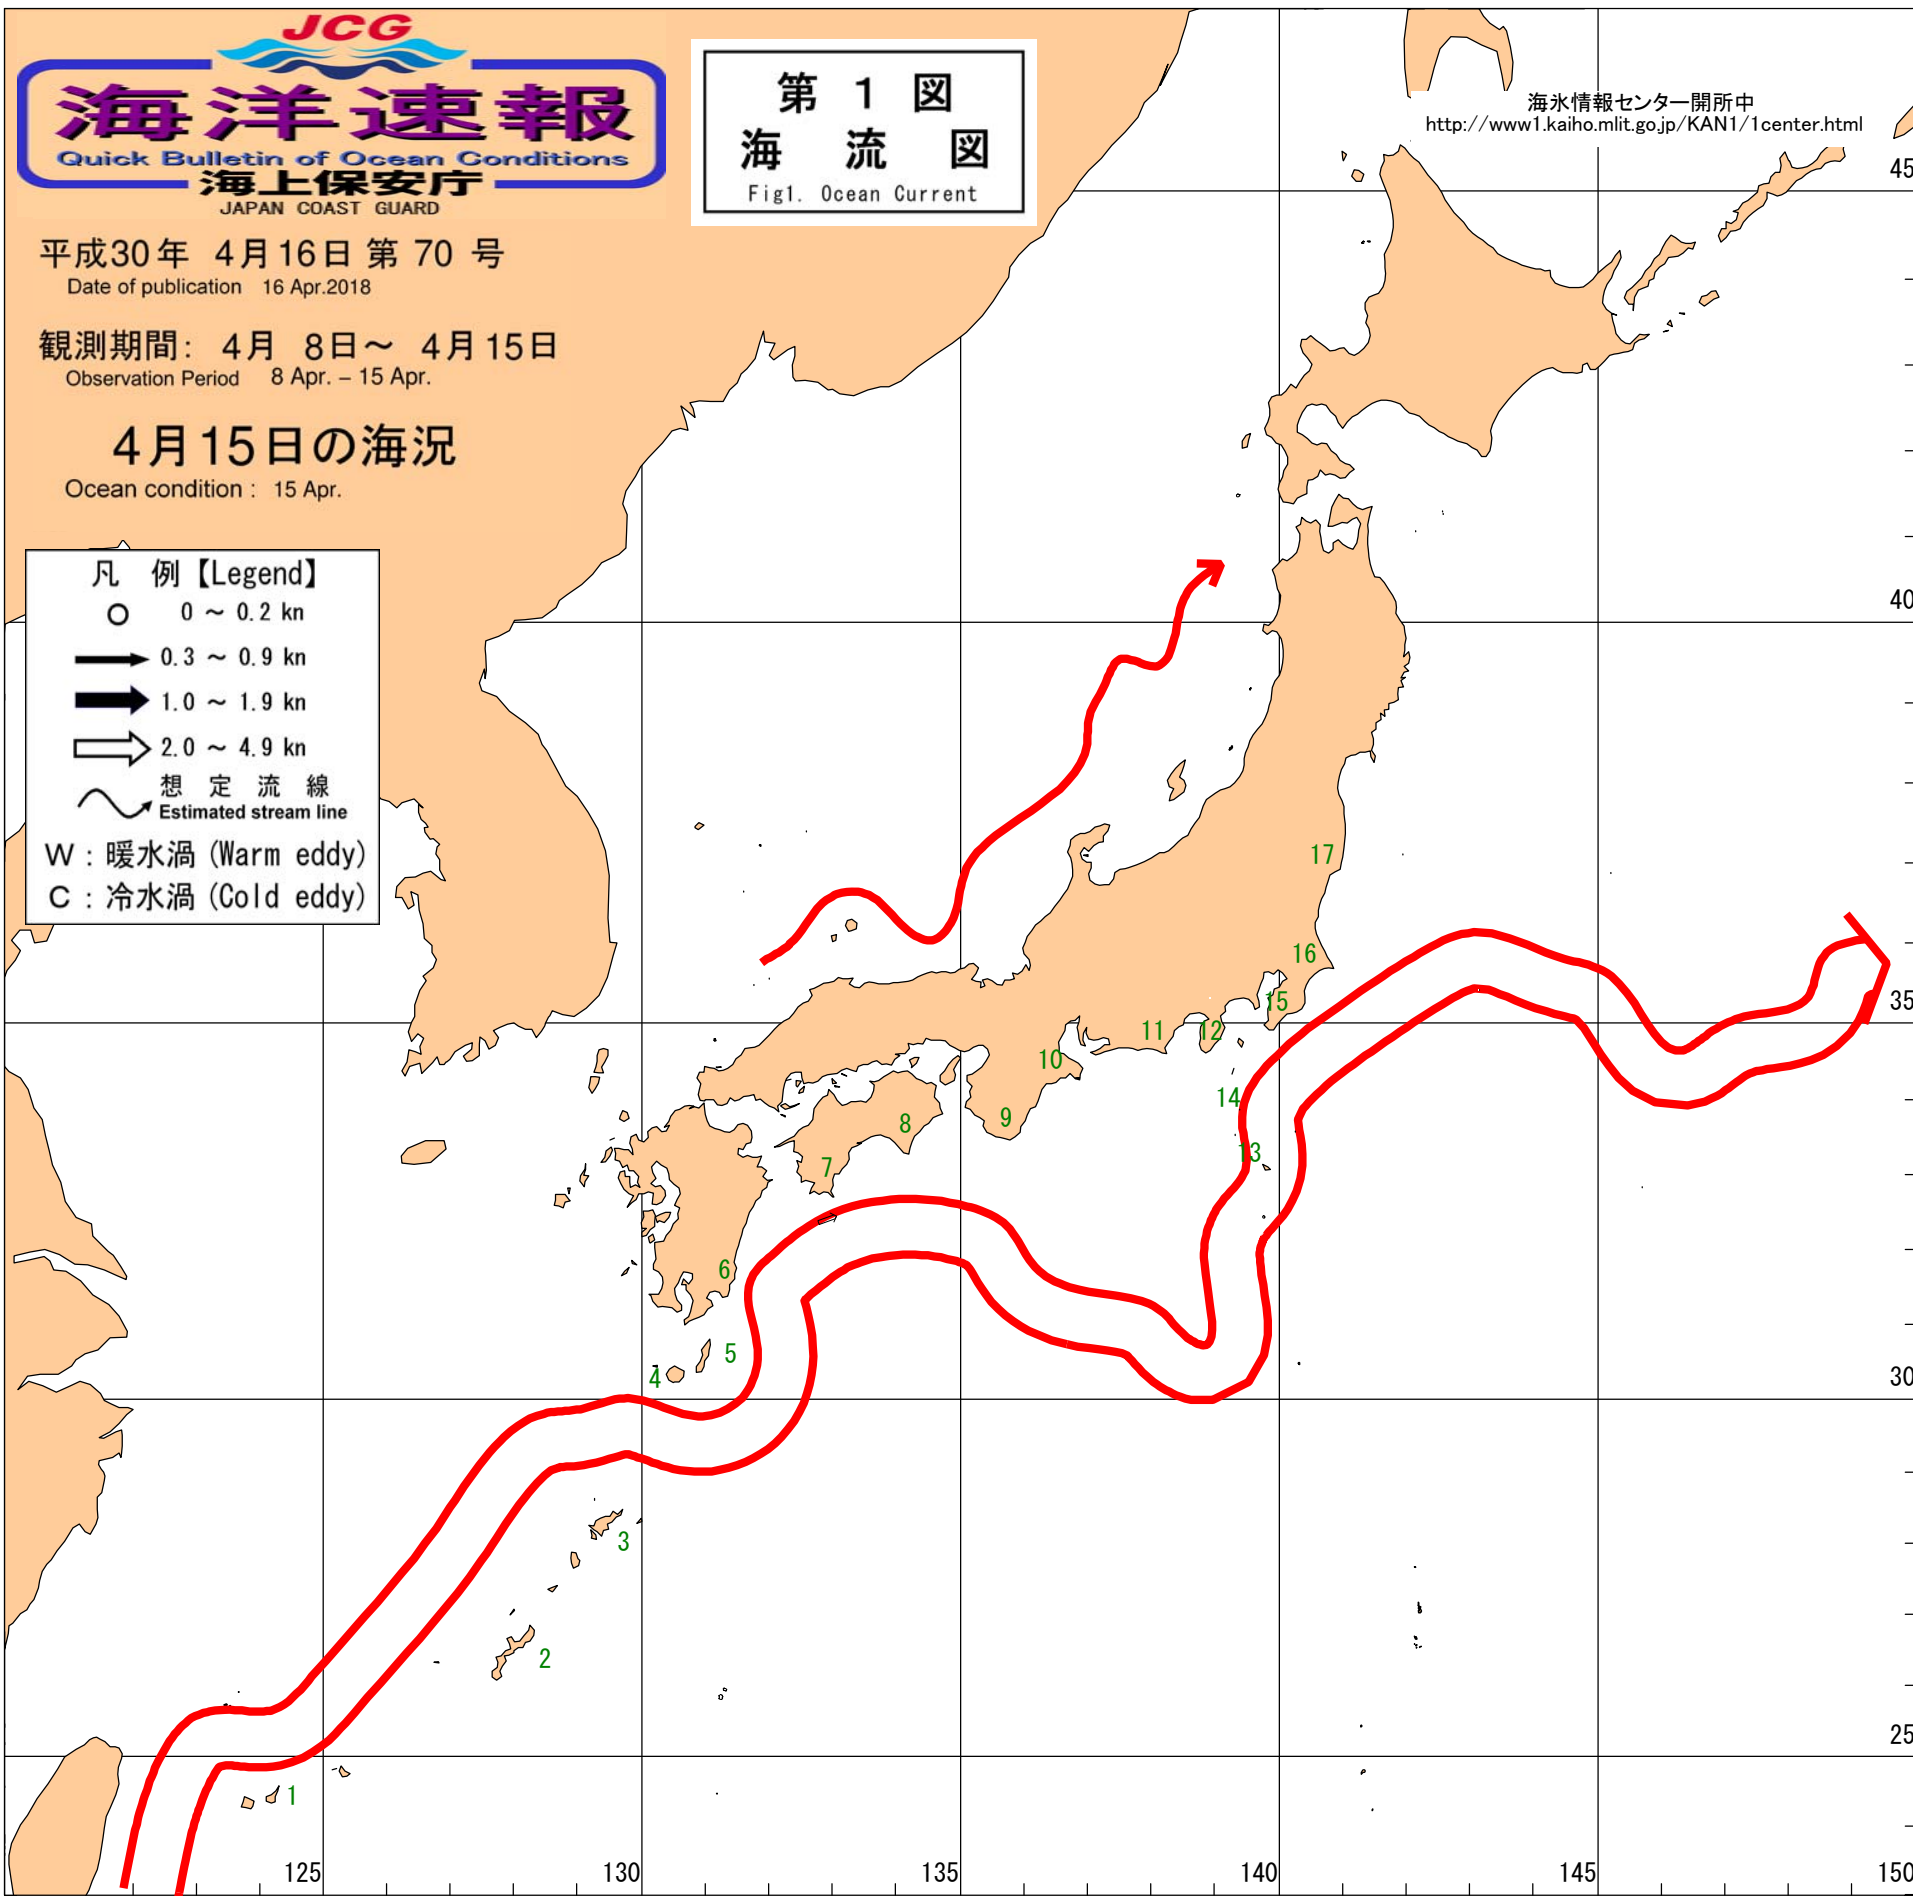 JCG
海洋速報
Quick Bulletin of Ocean Conditions
海上保安庁
JAPAN COAST GUARD
第 1 図
海 流 図
Fig1. Ocean Current
海氷情報センター開所中
http://www1.kaiho.mlit.go.jp/KAN1/1center.html
平成30年 4月16日 第 70 号
Date of publication 16 Apr.2018
観測期間: 4月 8日～ 4月15日
Observation Period 8 Apr. – 15 Apr.
4月15日の海況
Ocean condition : 15 Apr.
凡 例【Legend】
0 ～ 0.2 kn
0.3 ～ 0.9 kn
1.0 ～ 1.9 kn
2.0 ～ 4.9 kn
想 定 流 線
Estimated stream line
W : 暖水渦 (Warm eddy)
C : 冷水渦 (Cold eddy)
45
40
17
16
35
15
11
12
10
14
9
8
13
7
6
5
4
30
3
2
25
1
125
130
135
140
145
150